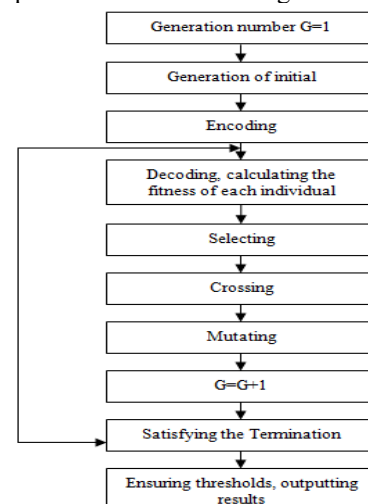 Generation number G=1
Generation of initial
Encoding
Decoding, calculating the
fitness of each individual
Selecting
Crossing
Mutating
G=G+1
Satisfying the Termination
Ensuring thresholds, outputting
results